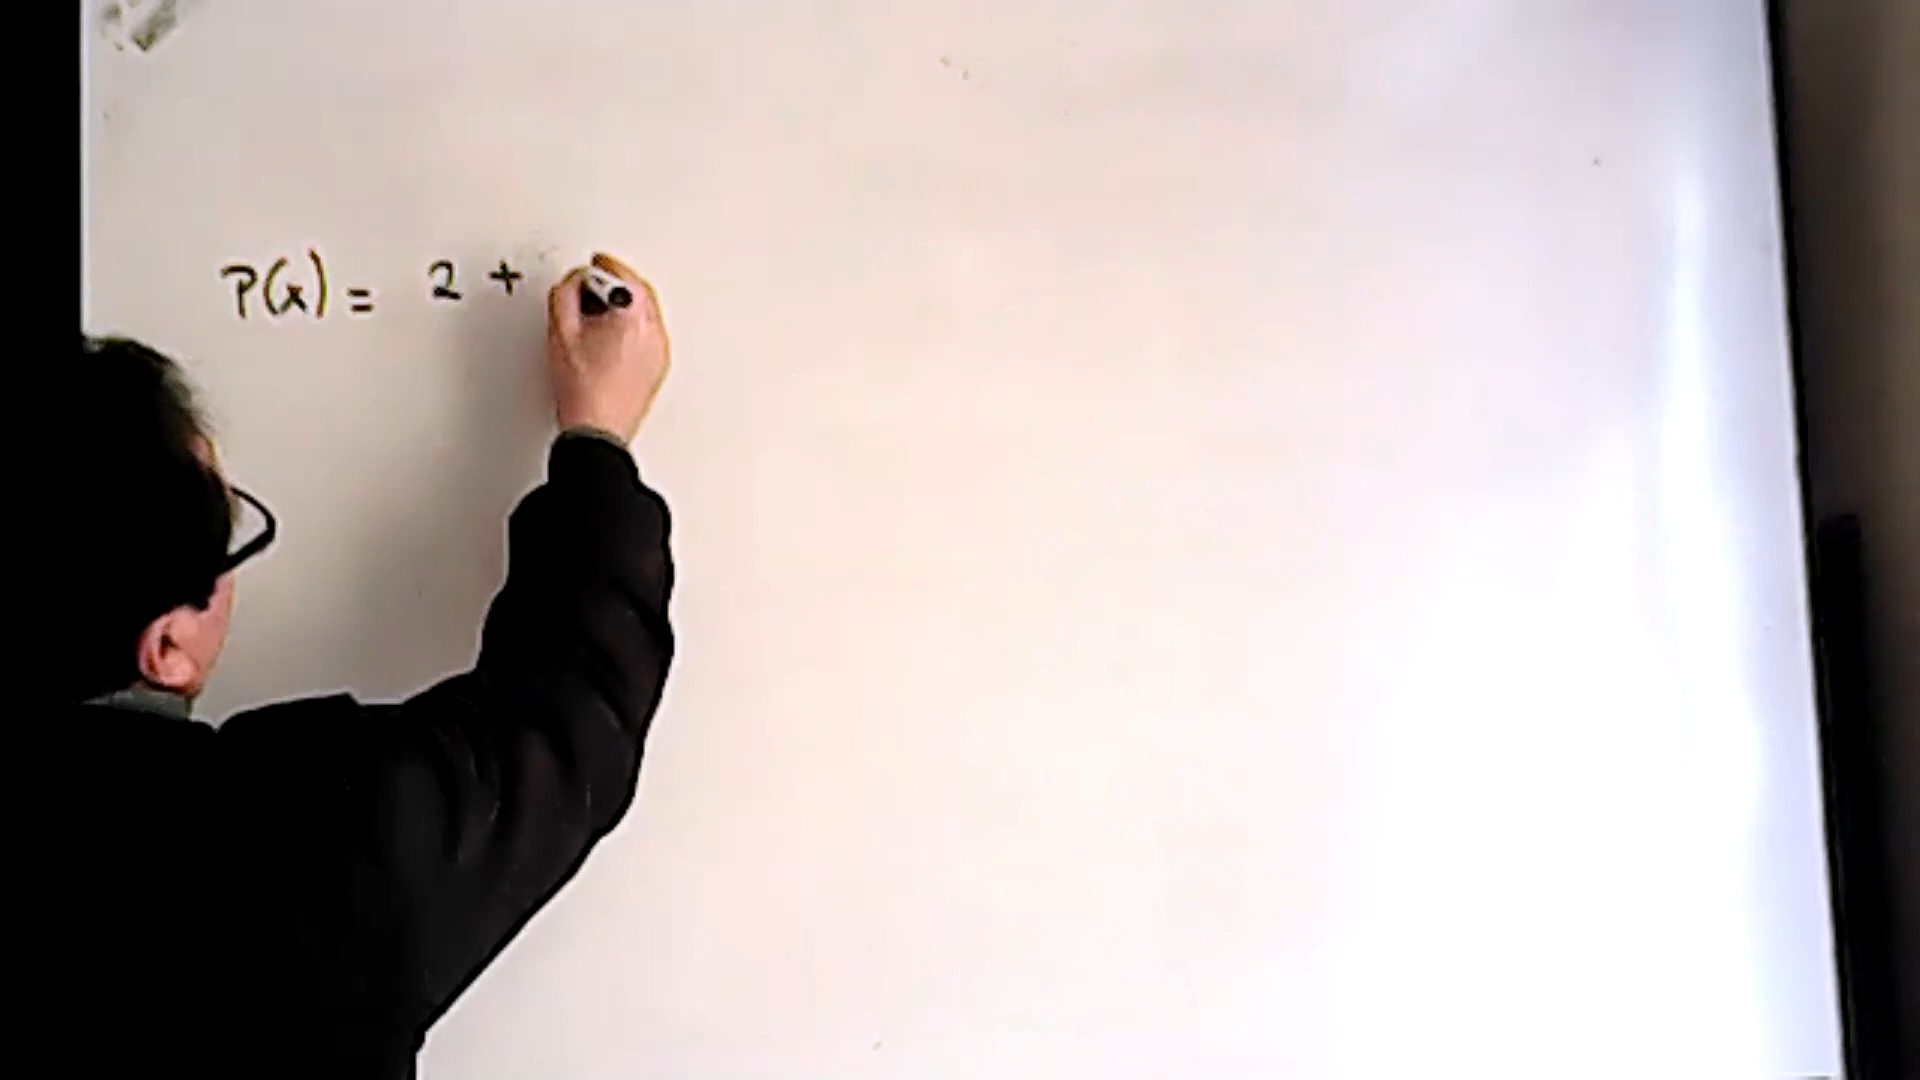 P(x) = 2 +